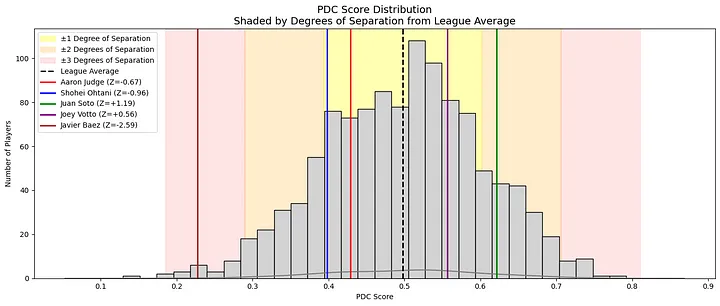 PDC Score Distribution
Shaded by Degrees of Separation from League Average
±1 Degree of Separation
±2 Degrees of Separation
±3 Degrees of Separation
League Average
Aaron Judge (Z=-0.67)
Shohei Ohtani (Z=-0.96)
Juan Soto (Z=+1.19)
Joey Votto (Z=+0.56)
Javier Baez (Z=-2.59)
Number of Players
100
80
60
40
20
0
0.1 0.2 0.3 0.4 0.5 0.6 0.7 0.8 0.9
PDC Score